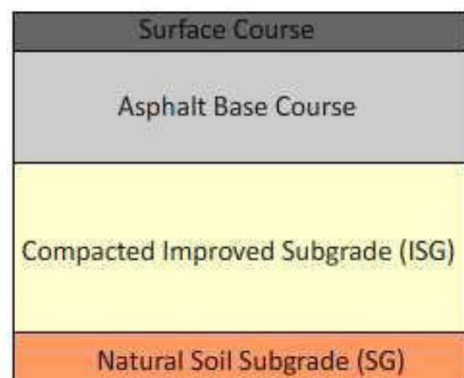 Surface Course
Asphalt Base Course
Compacted Improved Subgrade (ISG)
Natural Soil Subgrade (SG)